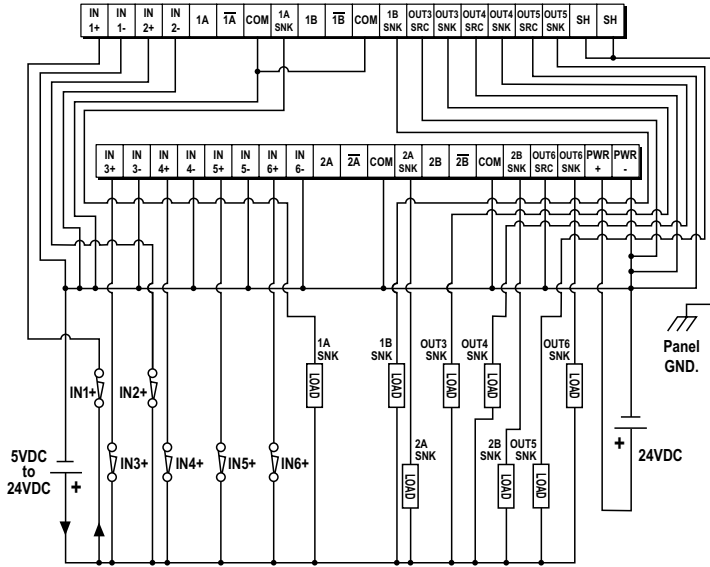 IN 1+ IN 1- IN 2+ IN 2- 1A 1A̅ COM 1A SNK 1B 1B̅ COM 1B SNK OUT3 SRC OUT3 SNK OUT4 SRC OUT4 SNK OUT5 SRC OUT5 SNK SH SH
IN 3+ IN 3- IN 4+ IN 4- IN 5+ IN 5- IN 6+ IN 6- 2A 2A̅ COM 2A SNK 2B 2B̅ COM 2B SNK OUT6 SRC OUT6 SNK PWR + PWR -
Panel
GND.
1A
SNK
LOAD
1B
SNK
LOAD
OUT3
SNK
LOAD
OUT4
SNK
LOAD
OUT6
SNK
LOAD
IN1+
IN2+
IN3+
IN4+
IN5+
IN6+
2A
SNK
LOAD
2B
SNK
LOAD
OUT5
SNK
LOAD
5VDC
to
24VDC
+
+
24VDC